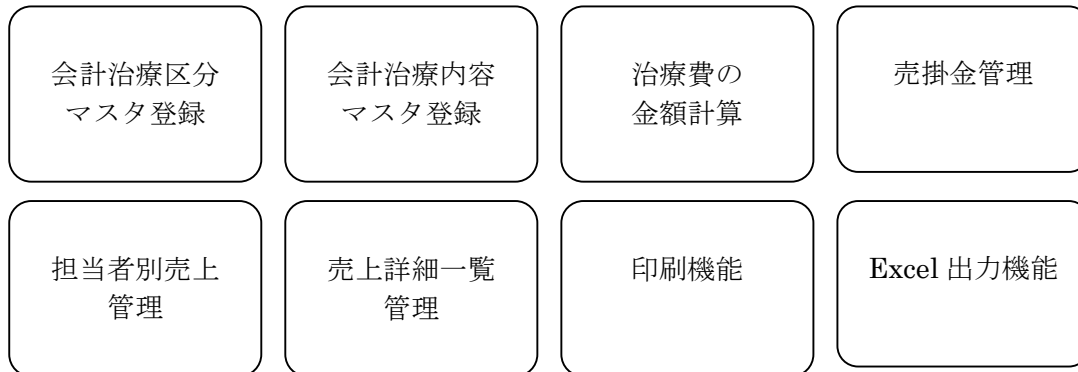 会計治療区分
マスタ登録
会計治療内容
マスタ登録
治療費の
金額計算
売掛金管理
担当者別売上
管理
売上詳細一覧
管理
印刷機能
Excel 出力機能